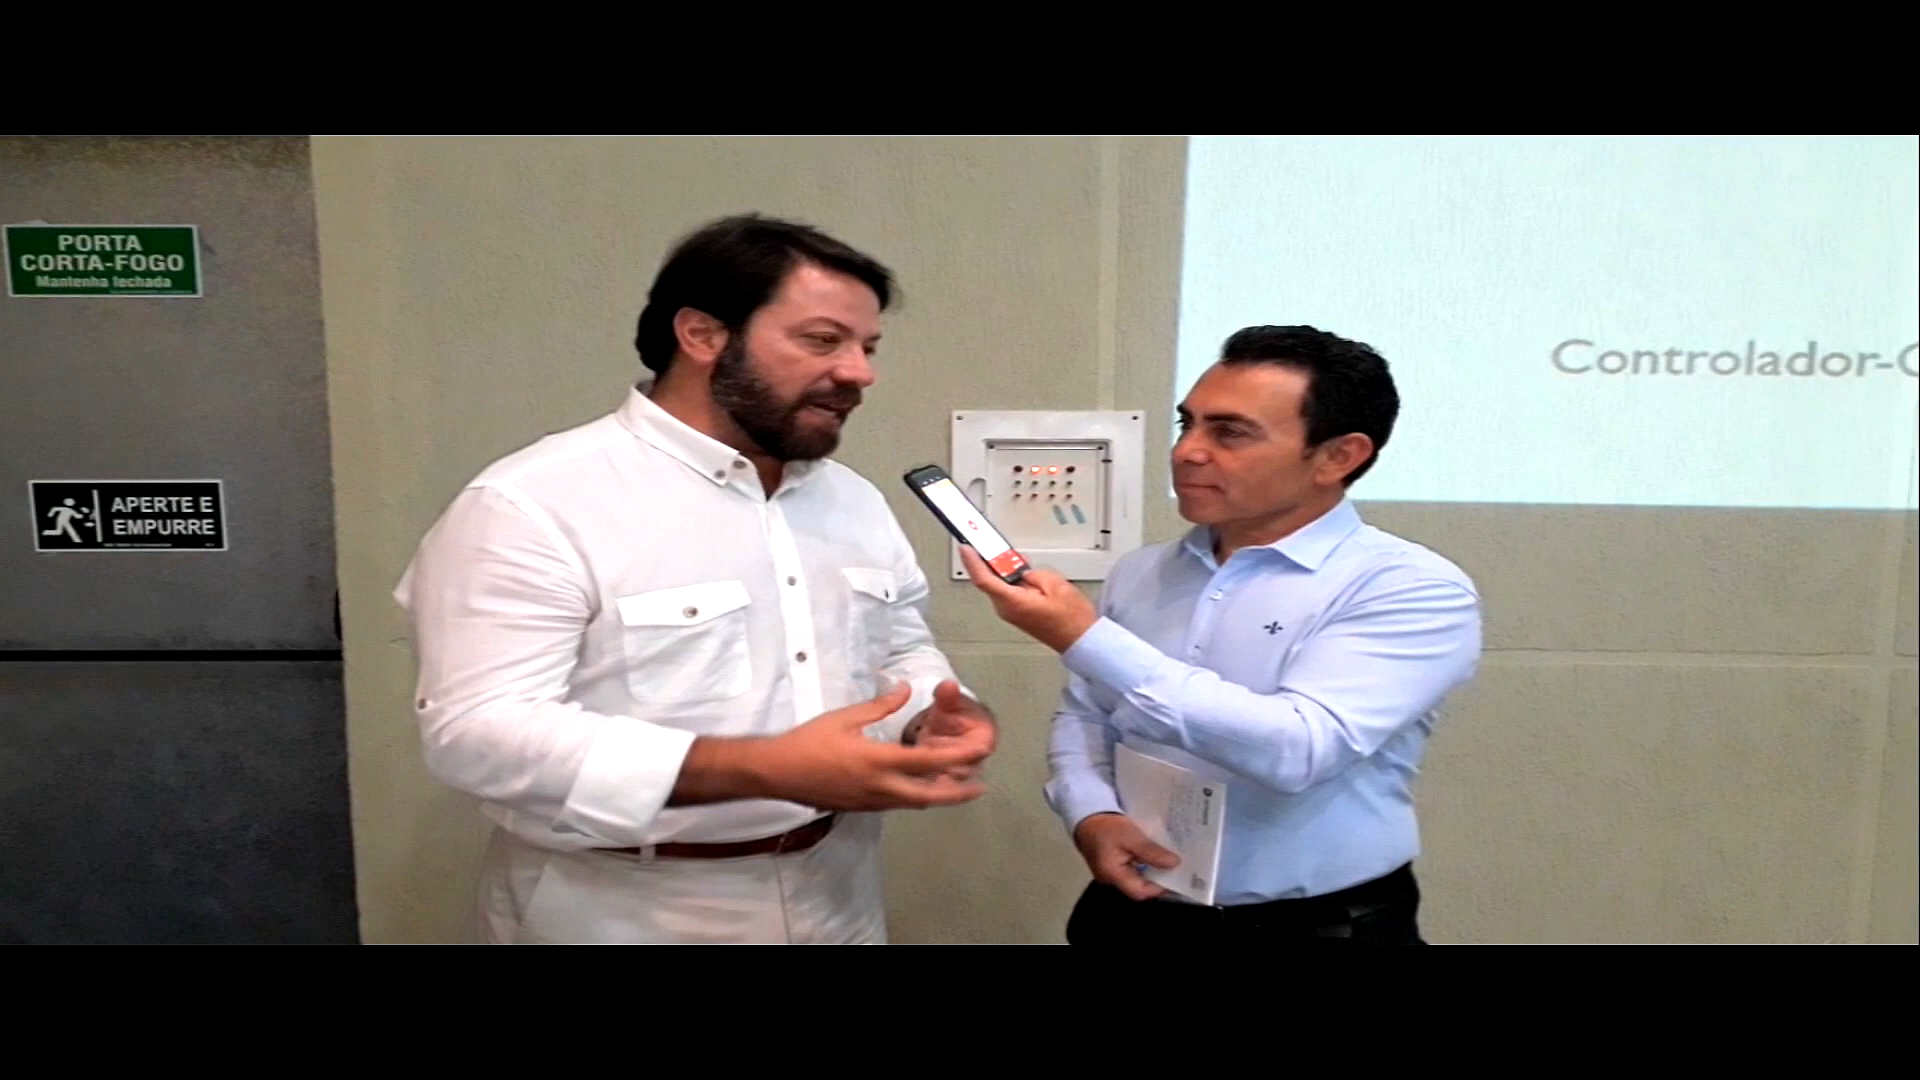 PORTA
CORTA-FOGO
Mantenha fechada
APERTE E
EMPURRE
Controlador-